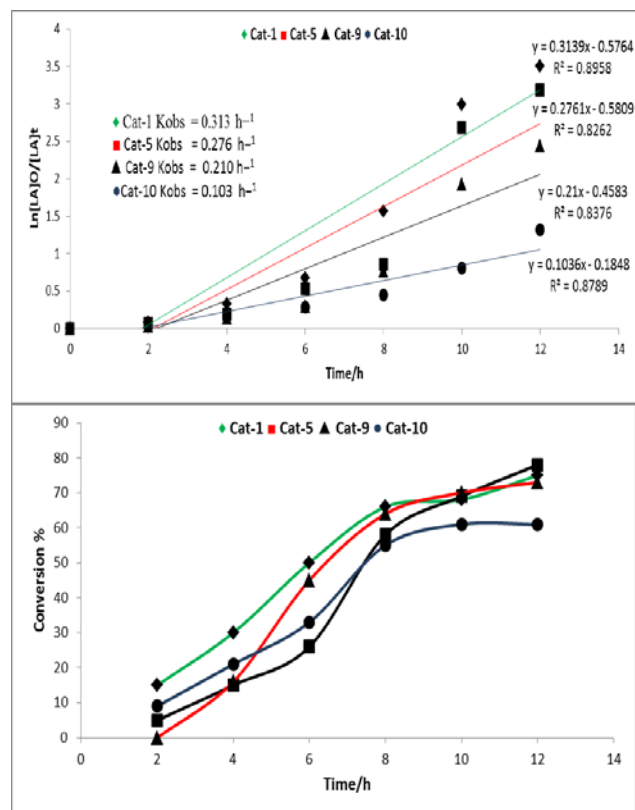 Cat-1 Cat-5 Cat-9 Cat-10
y = 0.3139x - 0.5764
R² = 0.8958
y = 0.2761x - 0.5809
R² = 0.8262
y = 0.21x - 0.4583
R² = 0.8376
y = 0.1036x - 0.1848
R² = 0.8789
Cat-1 Kobs = 0.313 h⁻¹
Cat-5 Kobs = 0.276 h⁻¹
Cat-9 Kobs = 0.210 h⁻¹
Cat-10 Kobs = 0.103 h⁻¹
Ln[LA]O/[LA]t
4
3.5
3
2.5
2
1.5
1
0.5
0
0 2 4 6 8 10 12 14
Time/h
Cat-1 Cat-5 Cat-9 Cat-10
Conversion %
90
80
70
60
50
40
30
20
10
0
0 2 4 6 8 10 12 14
Time/h